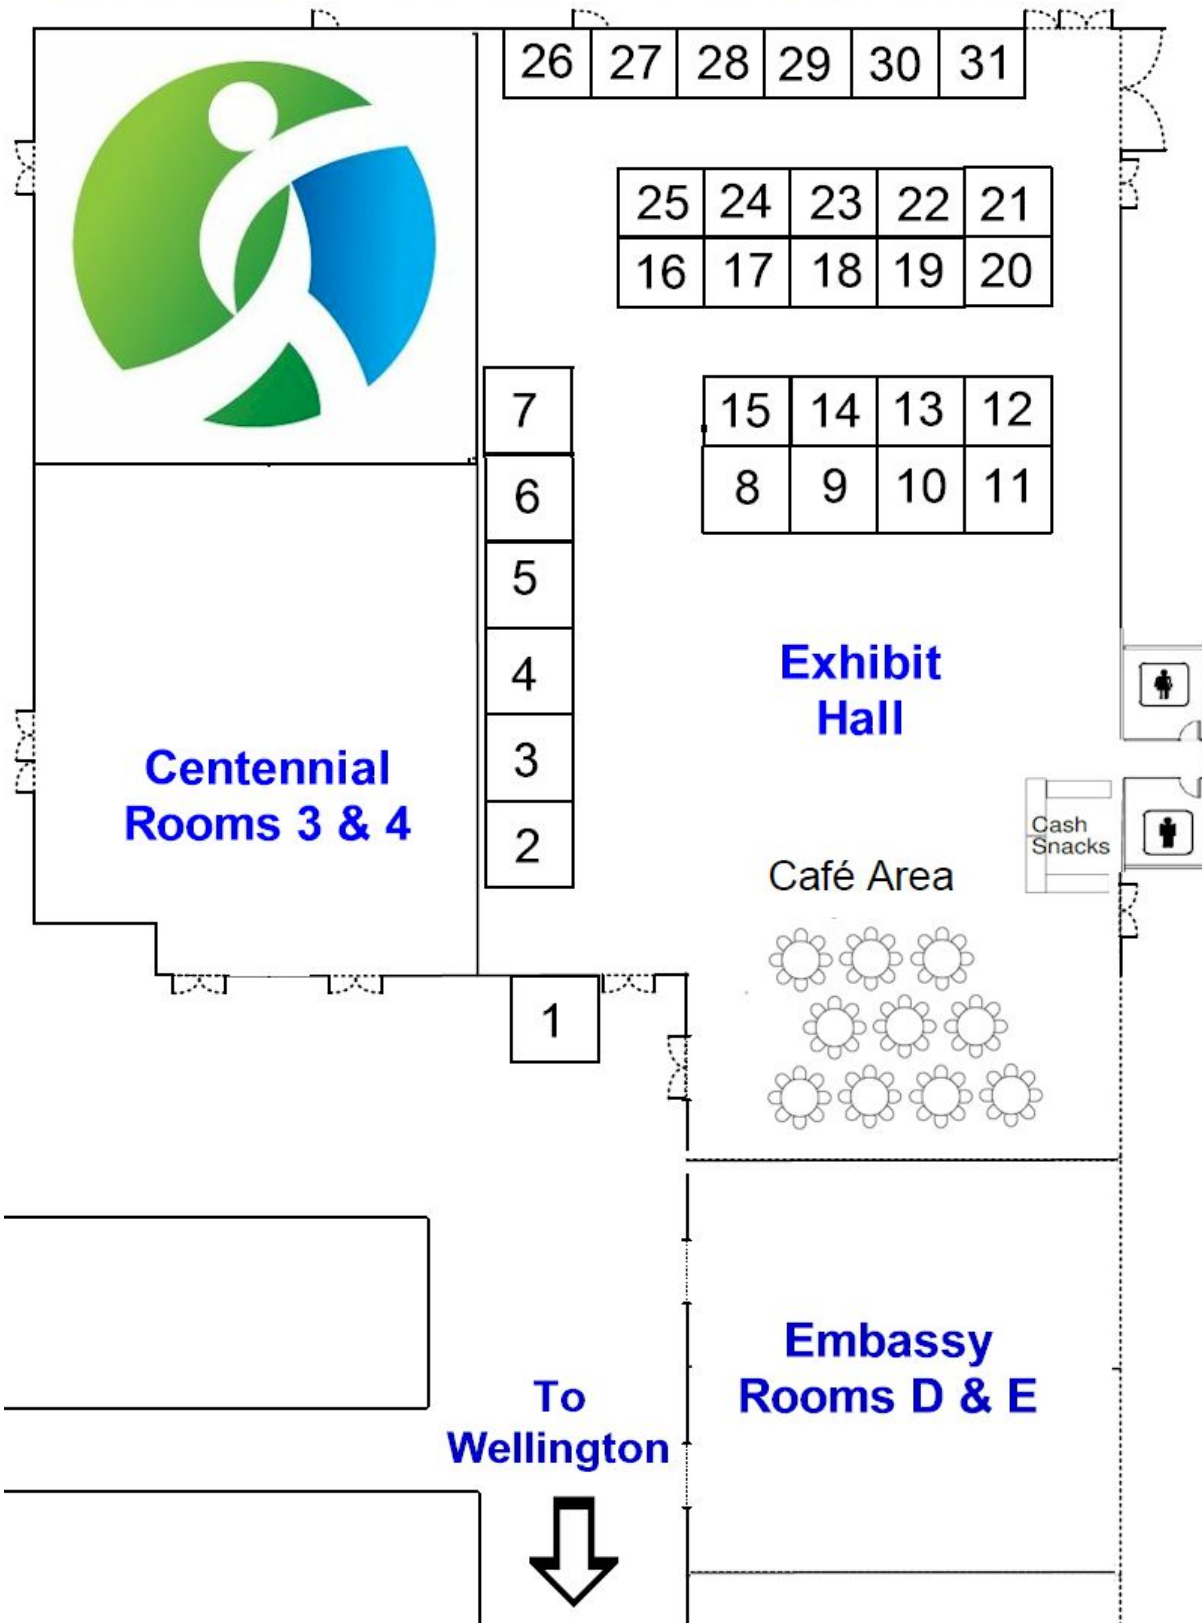 26 27 28 29 30 31
25 24 23 22 21
16 17 18 19 20
7
15 14 13 12
6
8 9 10 11
5
4
3
2
Exhibit
Hall
Centennial
Rooms 3 & 4
Cash
Snacks
Café Area
1
Embassy
Rooms D & E
To
Wellington